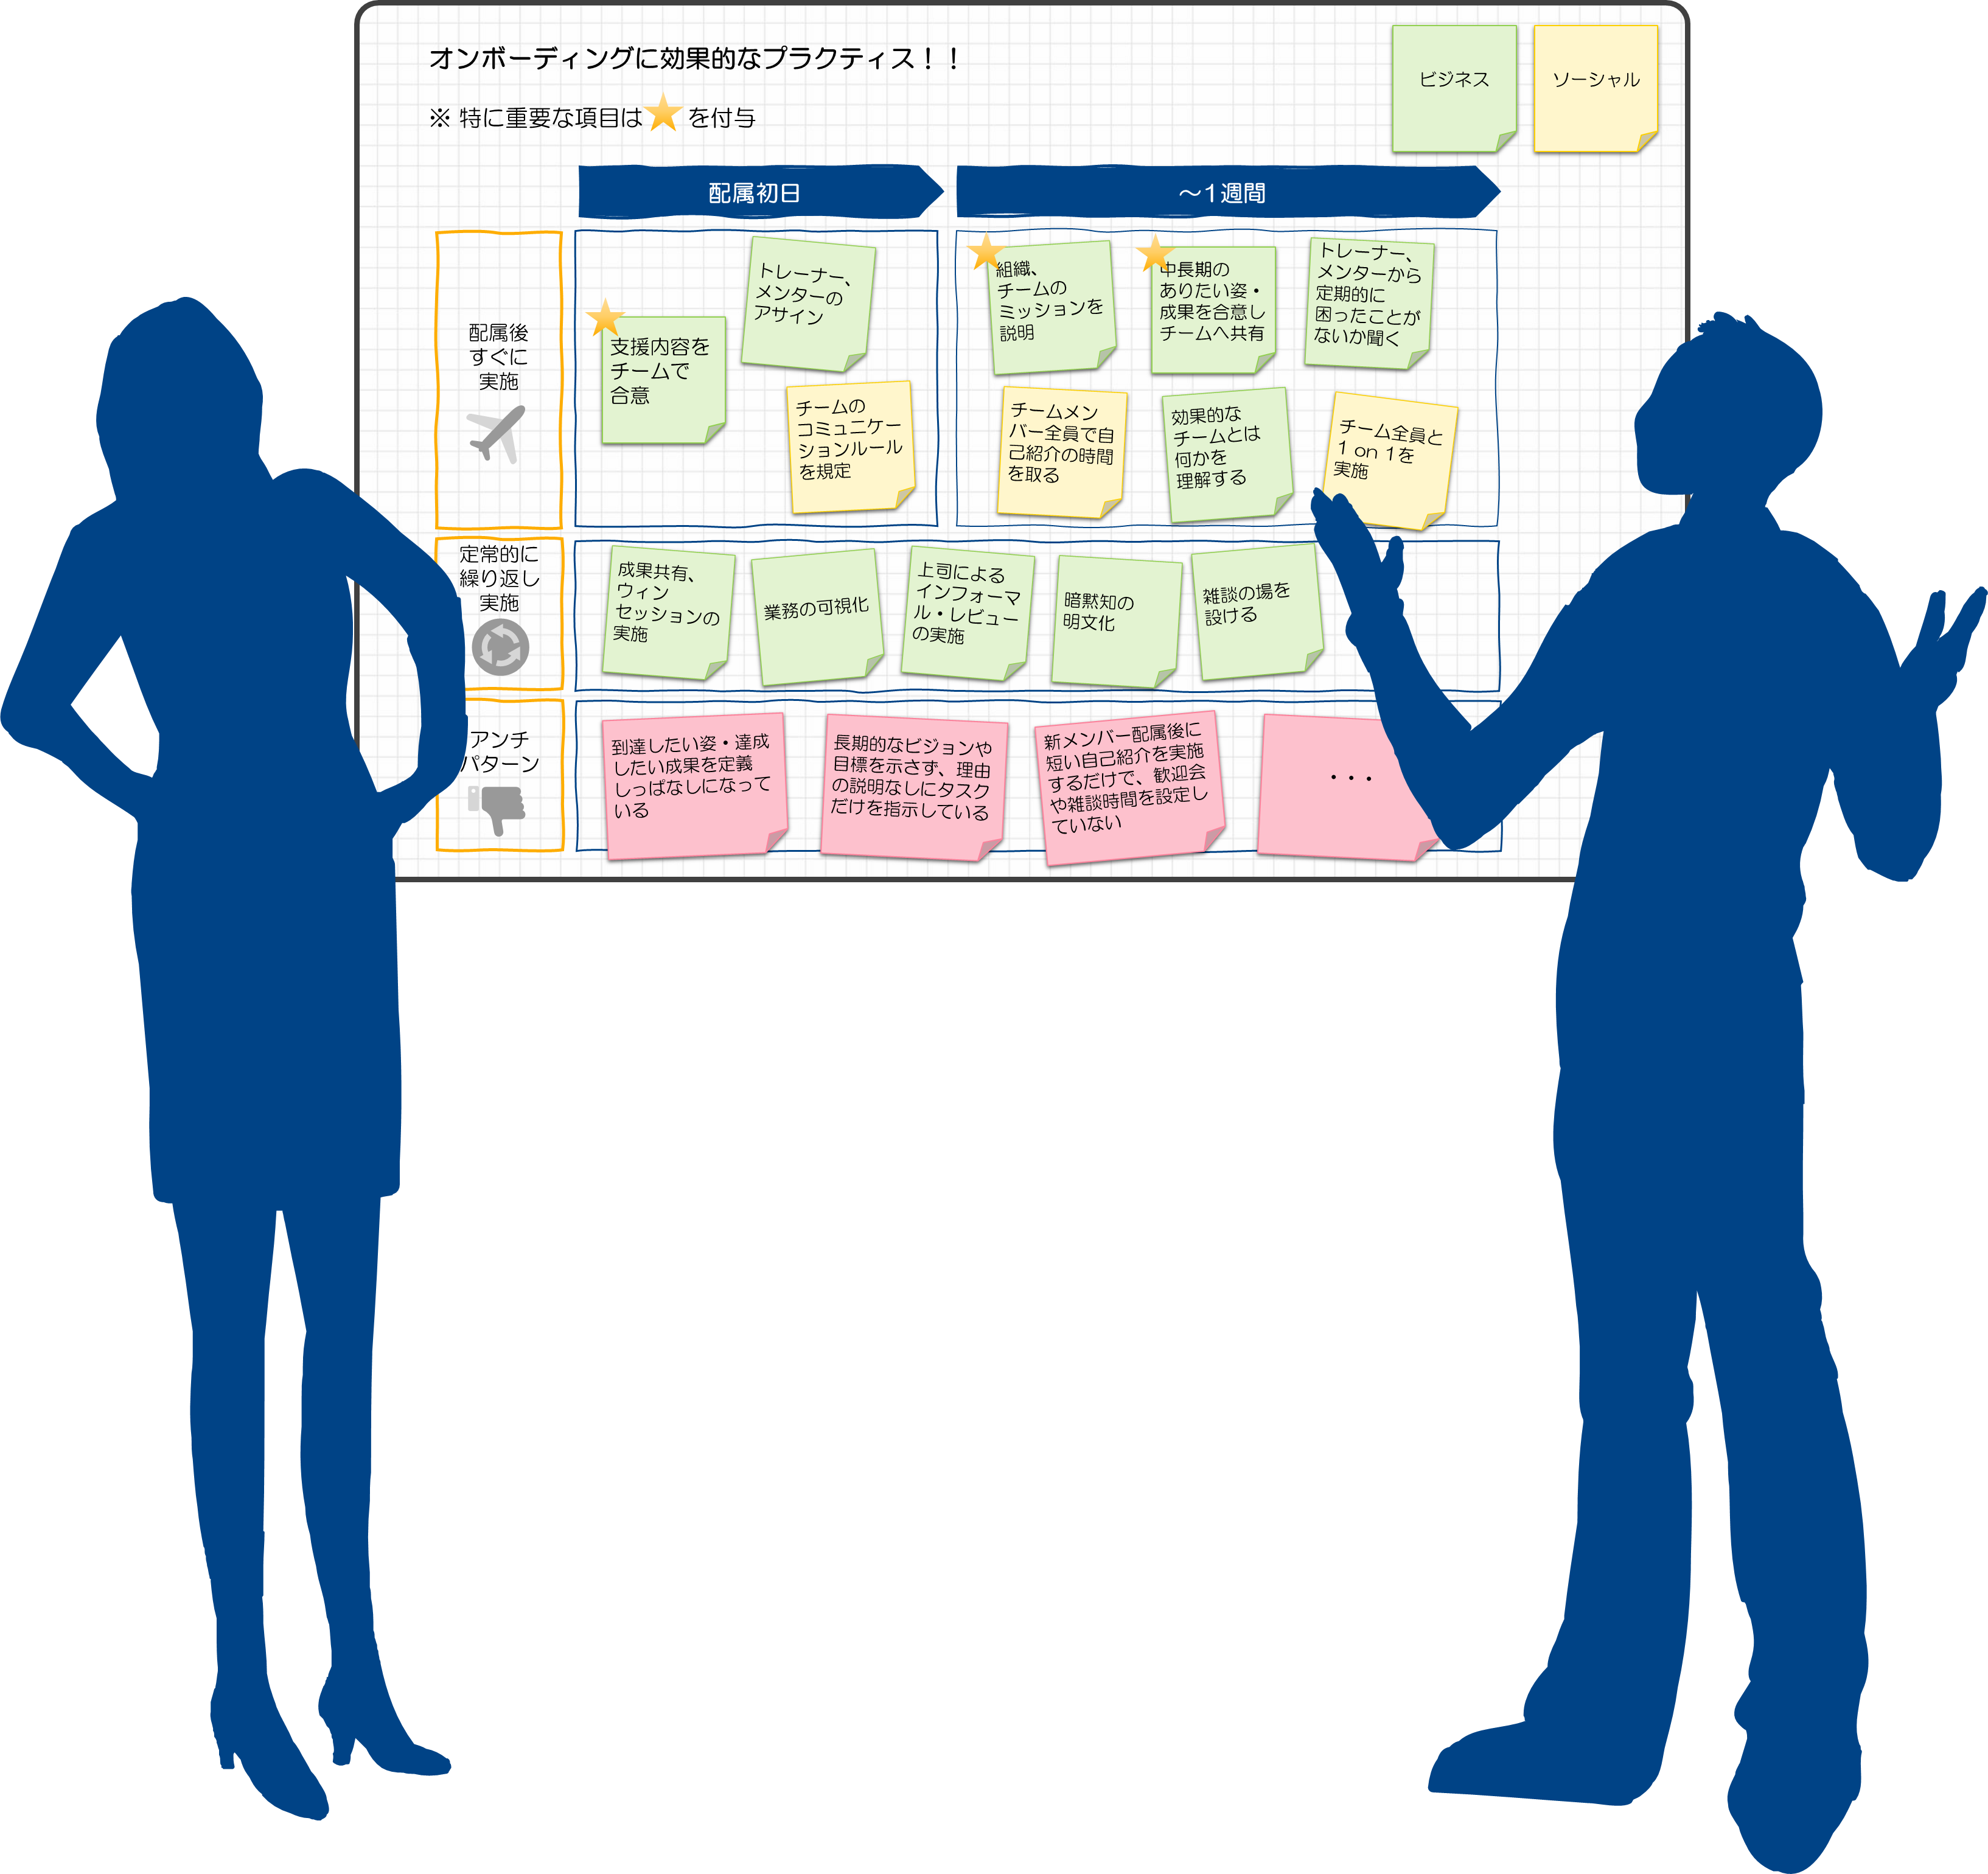 オンボーディングに効果的なプラクティス！！
※ 特に重要な項目は★を付与
ビジネス
ソーシャル
配属初日
～1週間
配属後
すぐに
実施
支援内容を
チームで
合意
トレーナー、
メンターの
アサイン
チームの
コミュニケー
ションルール
を規定
組織、
チームの
ミッションを
説明
中長期の
ありたい姿・
成果を合意し
チームへ共有
トレーナー、
メンターから
定期的に
困ったことが
ないか聞く
チームメン
バー全員で自
己紹介の時間
を取る
効果的な
チームとは
何かを
理解する
チーム全員と
1 on 1を
実施
定常的に
繰り返し
実施
成果共有、
ウィン
セッションの
実施
業務の可視化
上司による
インフォーマ
ル・レビュー
の実施
暗黙知の
明文化
雑談の場を
設ける
アンチ
パターン
到達したい姿・達成
したい成果を定義
しっぱなしになって
いる
長期的なビジョンや
目標を示さず、理由
の説明なしにタスク
だけを指示している
新メンバー配属後に
短い自己紹介を実施
するだけで、歓迎会
や雑談時間を設定し
ていない
・・・